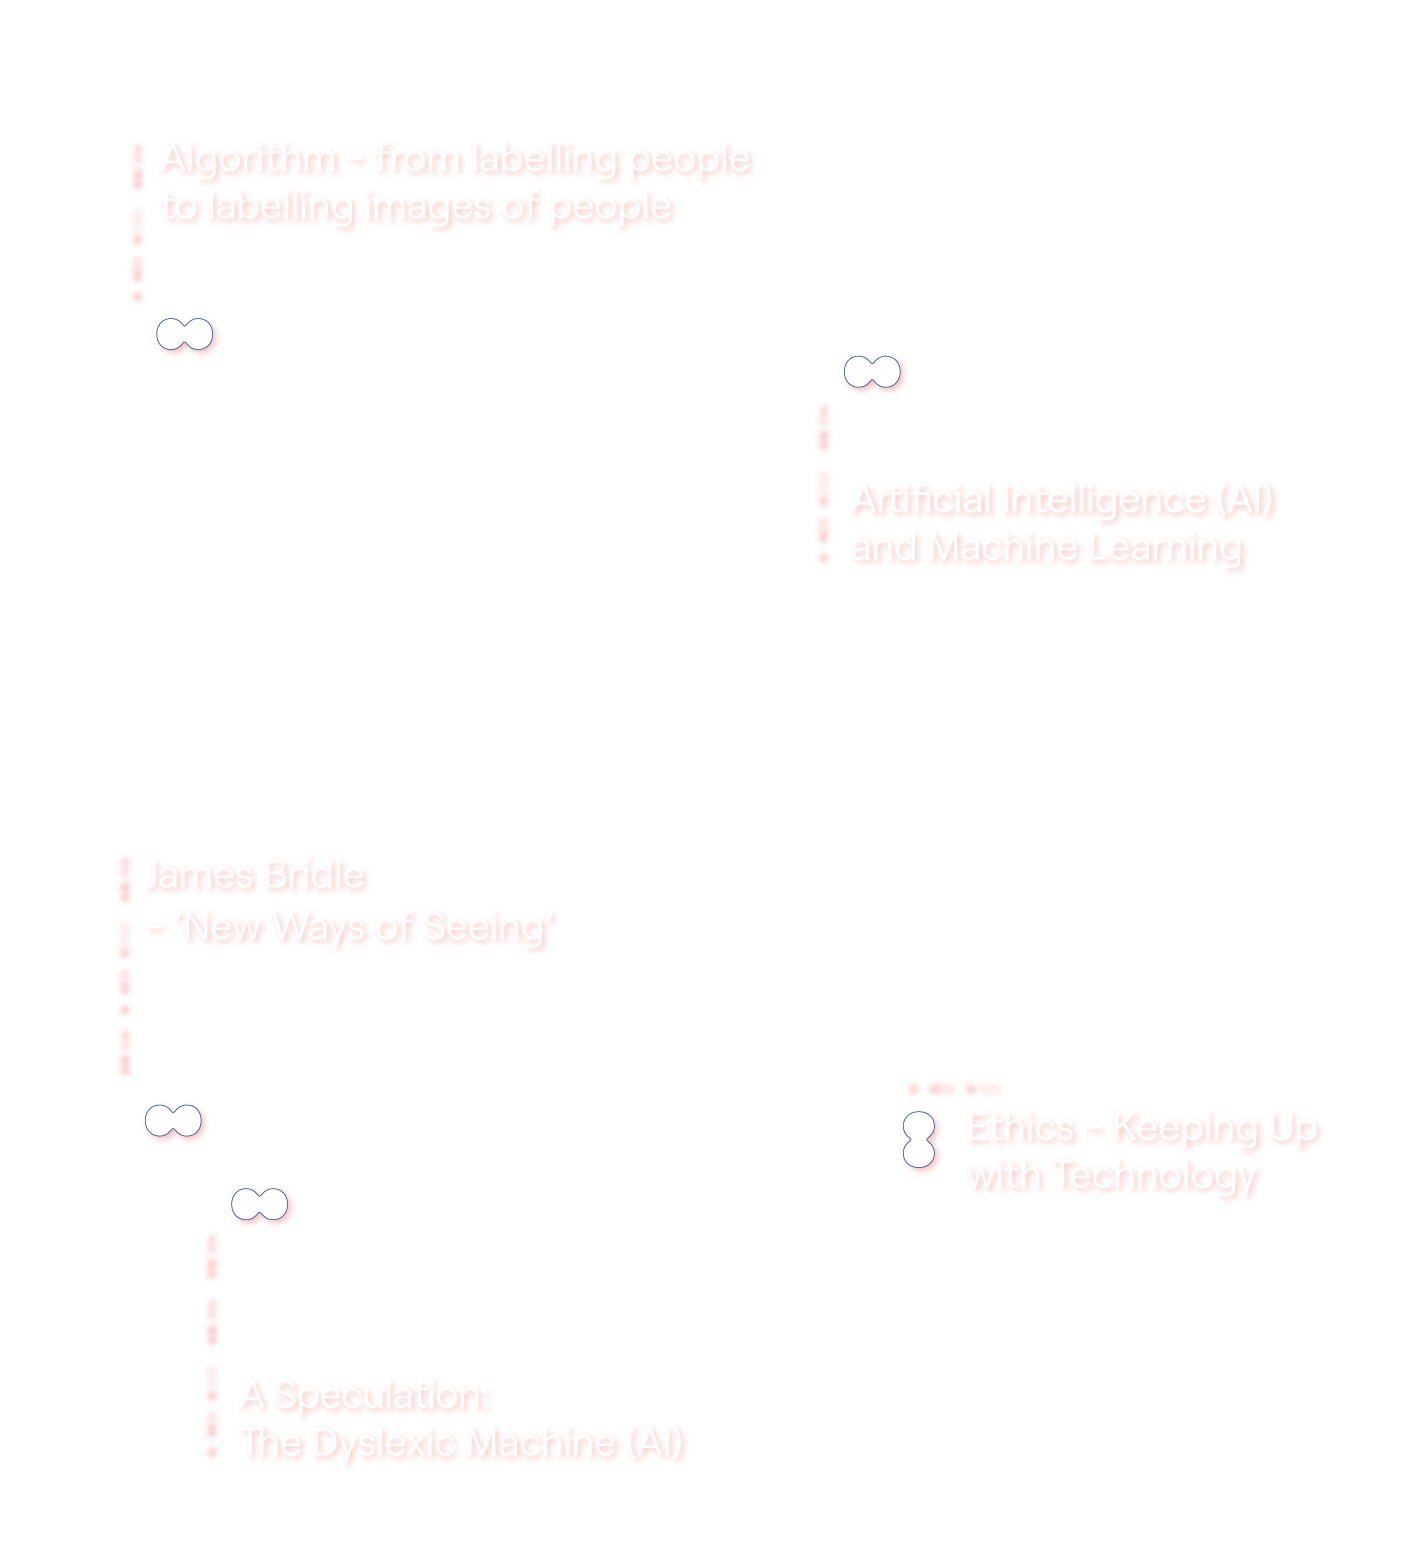 Algorithm - from labelling people
to labelling images of people
Artificial Intelligence (AI)
and Machine Learning
James Bridle
- ‘New Ways of Seeing’
Ethics - Keeping Up
with Technology
A Speculation:
The Dyslexic Machine (AI)